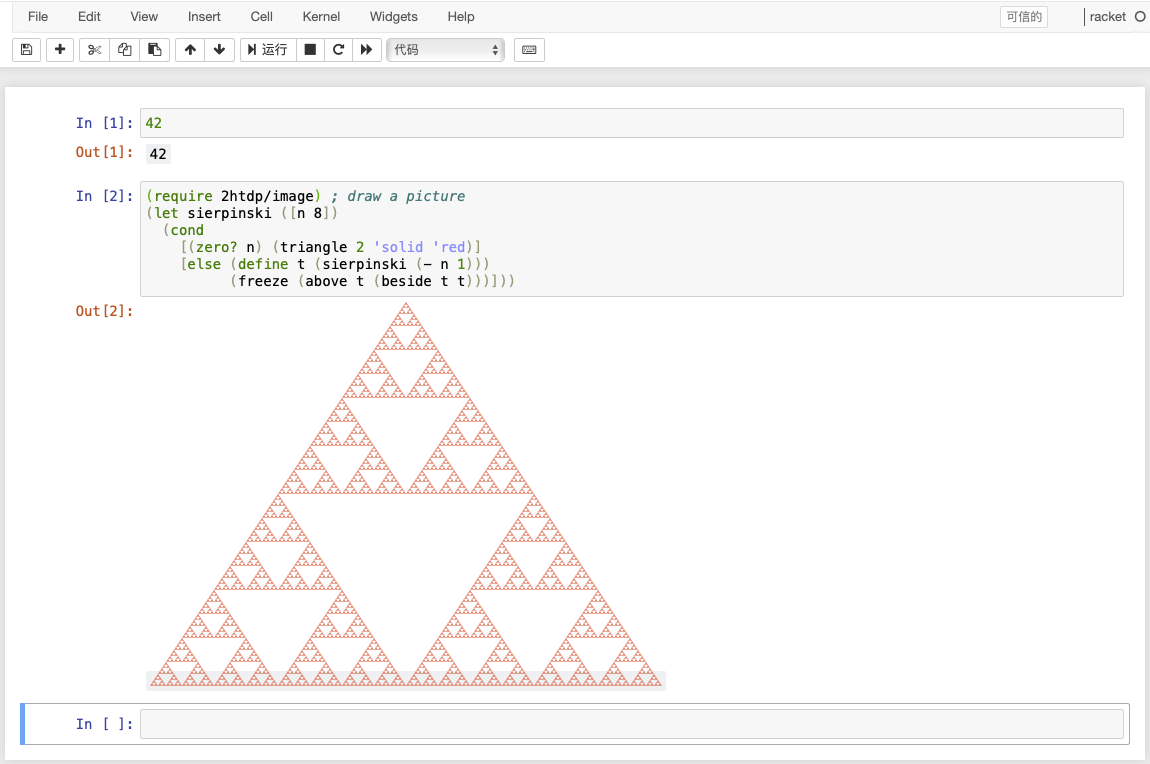 File Edit View Insert Cell Kernel Widgets Help 可信的 racket
运行 代码
In [1]: 42
Out[1]: 42
In [2]: (require 2htdp/image) ; draw a picture
(let sierpinski ([n 8])
  (cond
    [(zero? n) (triangle 2 'solid 'red)]
    [else (define t (sierpinski (- n 1)))
          (freeze (above t (beside t t)))]))
Out[2]:
In [ ]: